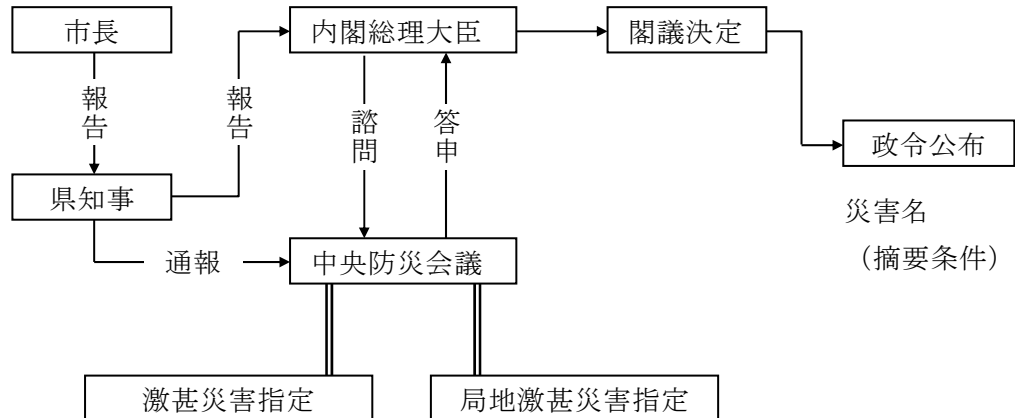 市長
内閣総理大臣
閣議決定
報告
報告
諮問
答申
政令公布
県知事
災害名
（摘要条件）
通報
中央防災会議
激甚災害指定
局地激甚災害指定